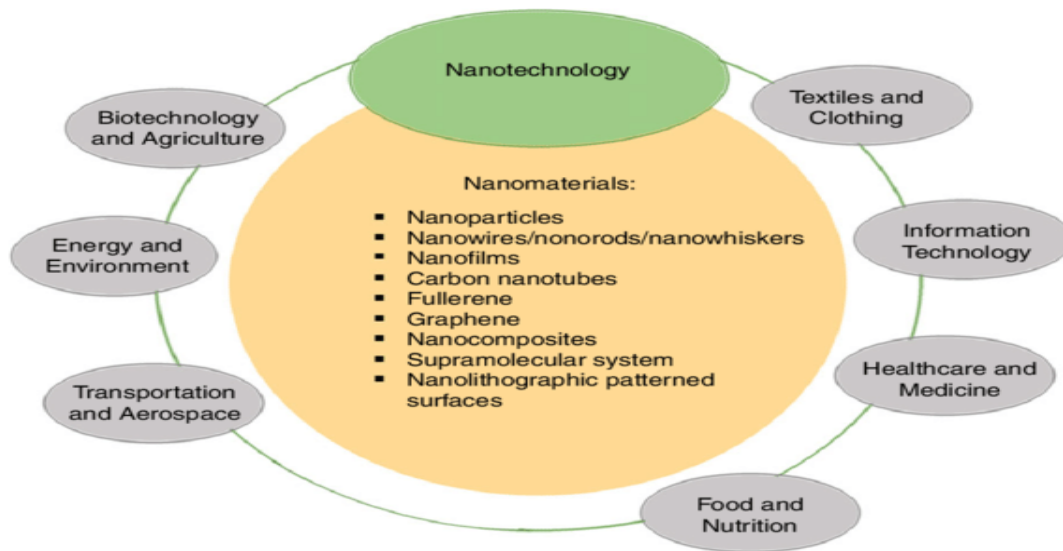 Nanotechnology
Textiles and
Clothing
Biotechnology
and Agriculture
Nanomaterials:
▪ Nanoparticles
▪ Nanowires/nonorods/nanowhiskers
▪ Nanofilms
▪ Carbon nanotubes
▪ Fullerene
▪ Graphene
▪ Nanocomposites
▪ Supramolecular system
▪ Nanolithographic patterned
surfaces
Information
Technology
Energy and
Environment
Healthcare and
Medicine
Transportation
and Aerospace
Food and
Nutrition